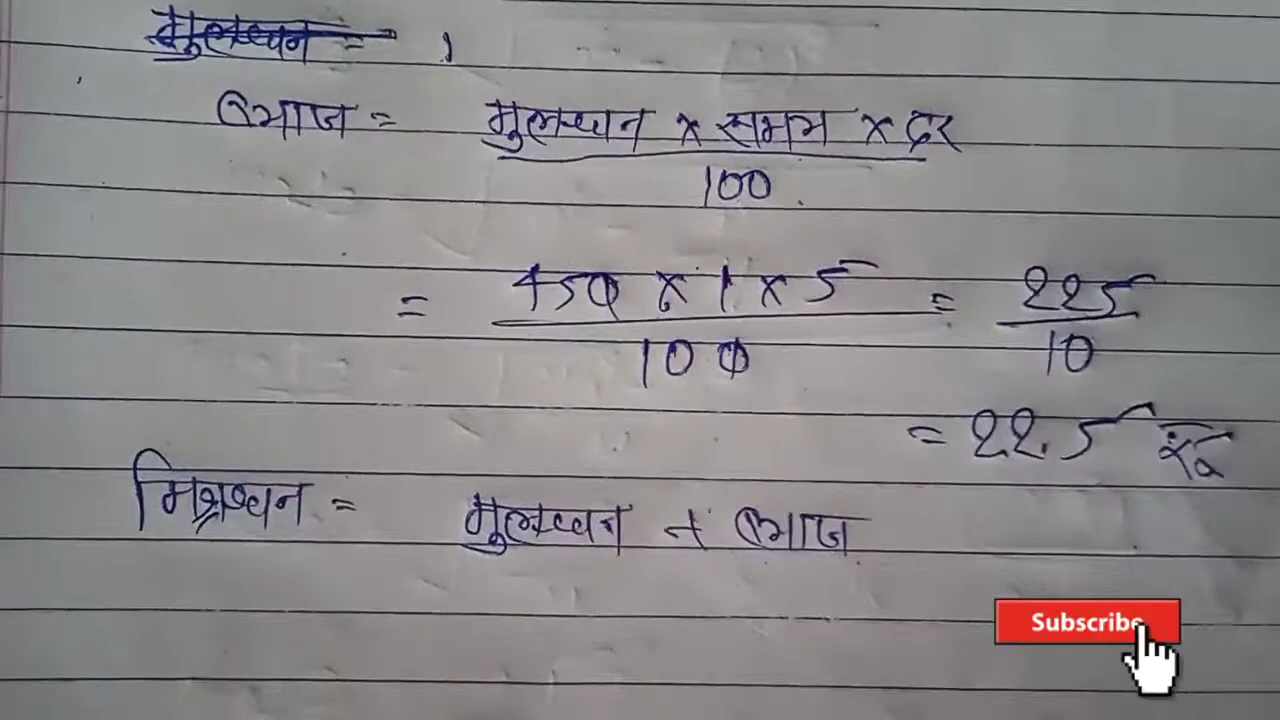 मुलधन =
ब्याज = मुलधन × समय × दर
100
= 450 × 1 × 5 = 225
100 10
= 22.5 रू
मिश्रधन = मुलधन + ब्याज
Subscribe